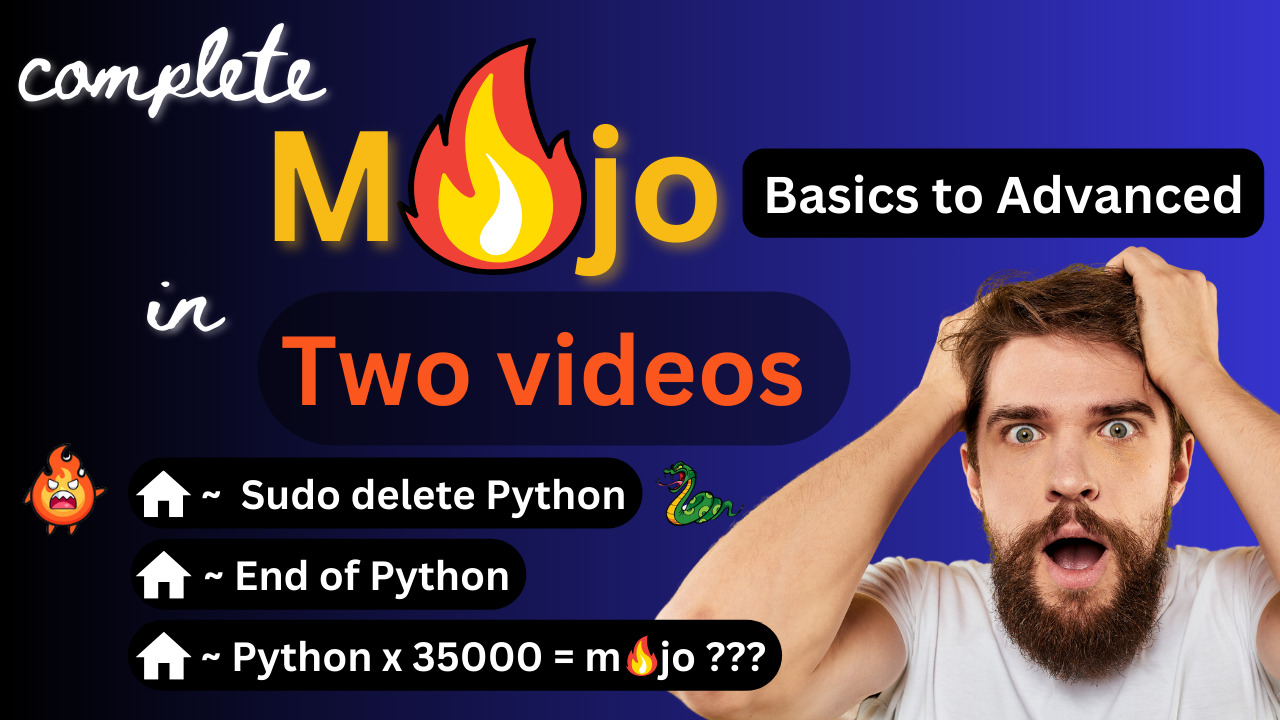 complete
M🔥jo
Basics to Advanced
in
Two videos
~ Sudo delete Python
~ End of Python
~ Python x 35000 = m🔥jo ???